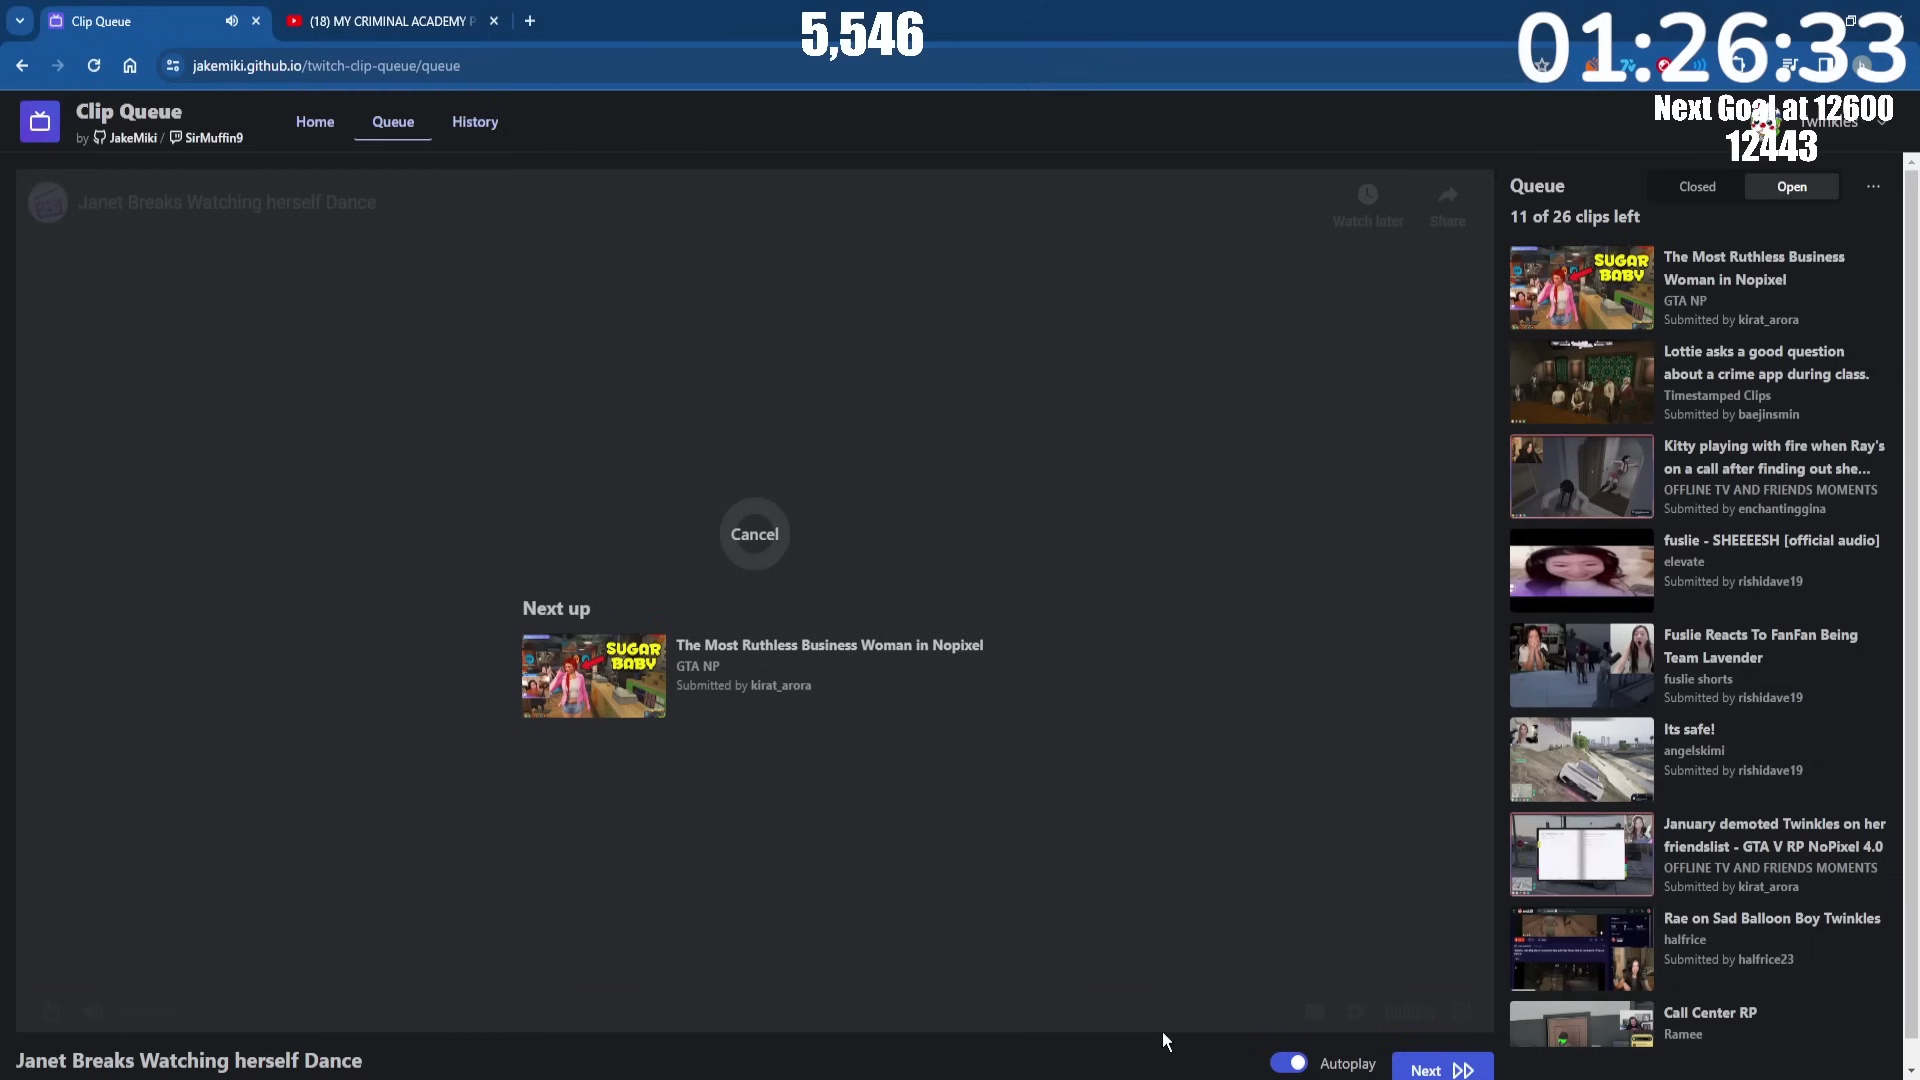 Clip Queue
(18) MY CRIMINAL ACADEMY P
5,546
01:26:33
jakemiki.github.io/twitch-clip-queue/queue
Clip Queue
by JakeMiki / SirMuffin9
Home
Queue
History
Next Goal at 12600
Twinkles
12443
Janet Breaks Watching herself Dance
Watch later
Share
Cancel
Next up
SUGAR BABY
The Most Ruthless Business Woman in Nopixel
GTA NP
Submitted by kirat_arora
Janet Breaks Watching herself Dance
Autoplay
Next
Queue
Closed
Open
11 of 26 clips left
SUGAR BABY
The Most Ruthless Business
Woman in Nopixel
GTA NP
Submitted by kirat_arora
Lottie asks a good question
about a crime app during class.
Timestamped Clips
Submitted by baejinsmin
Kitty playing with fire when Ray's
on a call after finding out she...
OFFLINE TV AND FRIENDS MOMENTS
Submitted by enchantinggina
fuslie - SHEEEESH [official audio]
elevate
Submitted by rishidave19
Fuslie Reacts To FanFan Being
Team Lavender
fuslie shorts
Submitted by rishidave19
Its safe!
angelskimi
Submitted by rishidave19
January demoted Twinkles on her
friendslist - GTA V RP NoPixel 4.0
OFFLINE TV AND FRIENDS MOMENTS
Submitted by kirat_arora
Rae on Sad Balloon Boy Twinkles
halfrice
Submitted by halfrice23
Call Center RP
Ramee